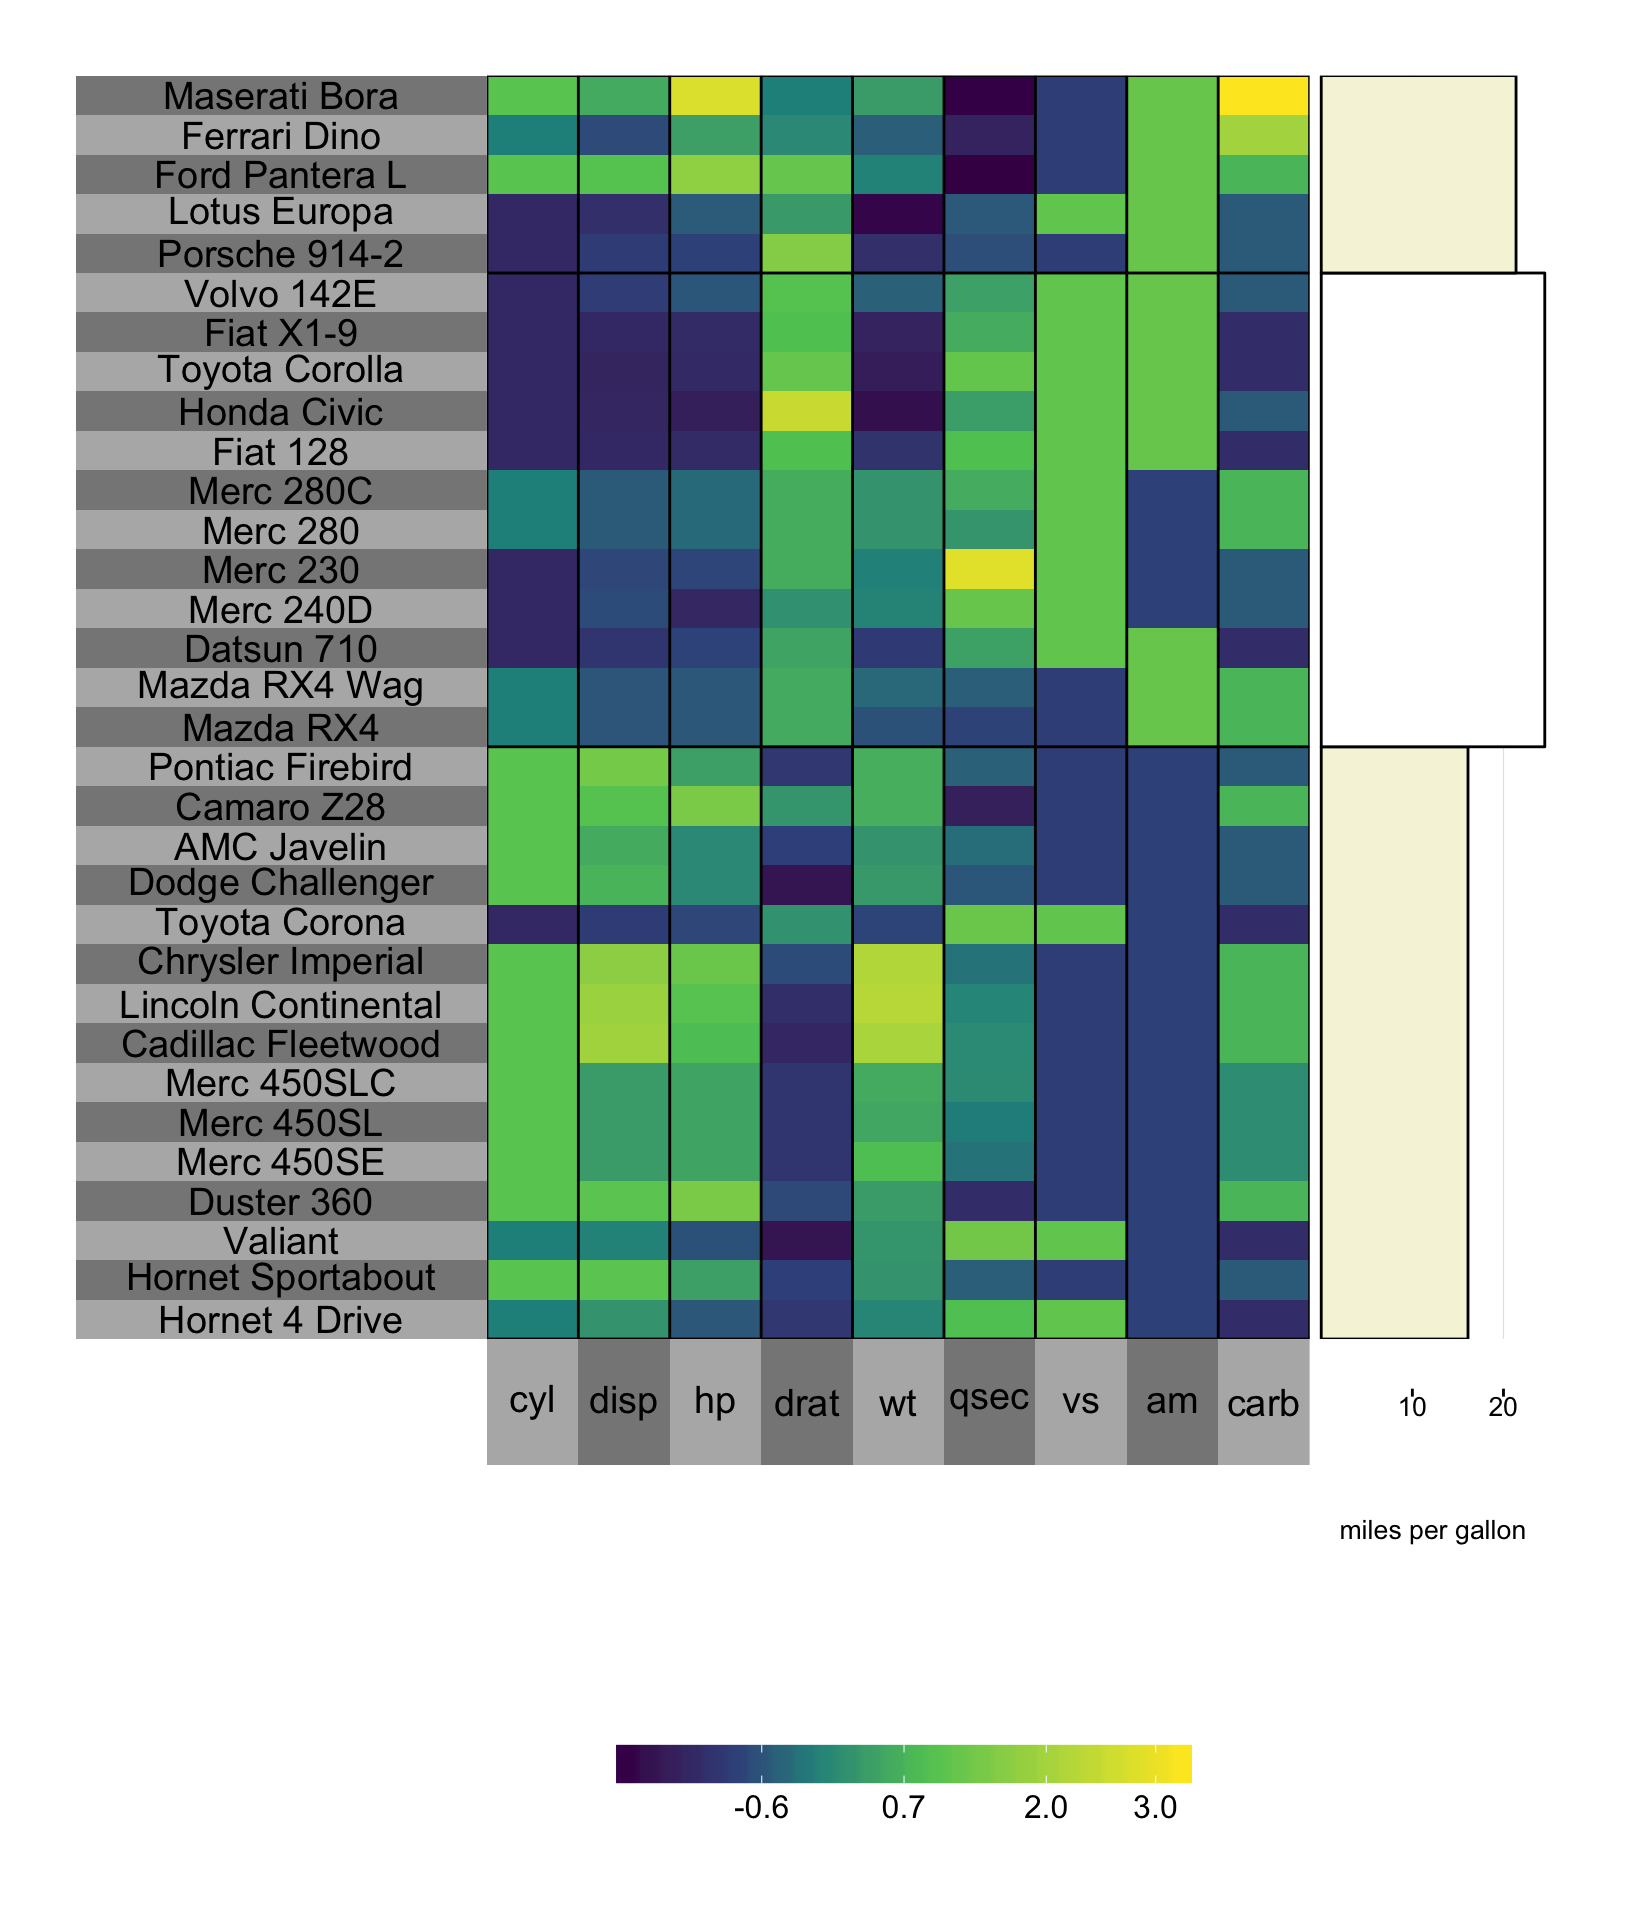 Maserati Bora
Ferrari Dino
Ford Pantera L
Lotus Europa
Porsche 914-2
Volvo 142E
Fiat X1-9
Toyota Corolla
Honda Civic
Fiat 128
Merc 280C
Merc 280
Merc 230
Merc 240D
Datsun 710
Mazda RX4 Wag
Mazda RX4
Pontiac Firebird
Camaro Z28
AMC Javelin
Dodge Challenger
Toyota Corona
Chrysler Imperial
Lincoln Continental
Cadillac Fleetwood
Merc 450SLC
Merc 450SL
Merc 450SE
Duster 360
Valiant
Hornet Sportabout
Hornet 4 Drive
cyl disp hp drat wt qsec vs am carb
10 20
miles per gallon
-0.6 0.7 2.0 3.0